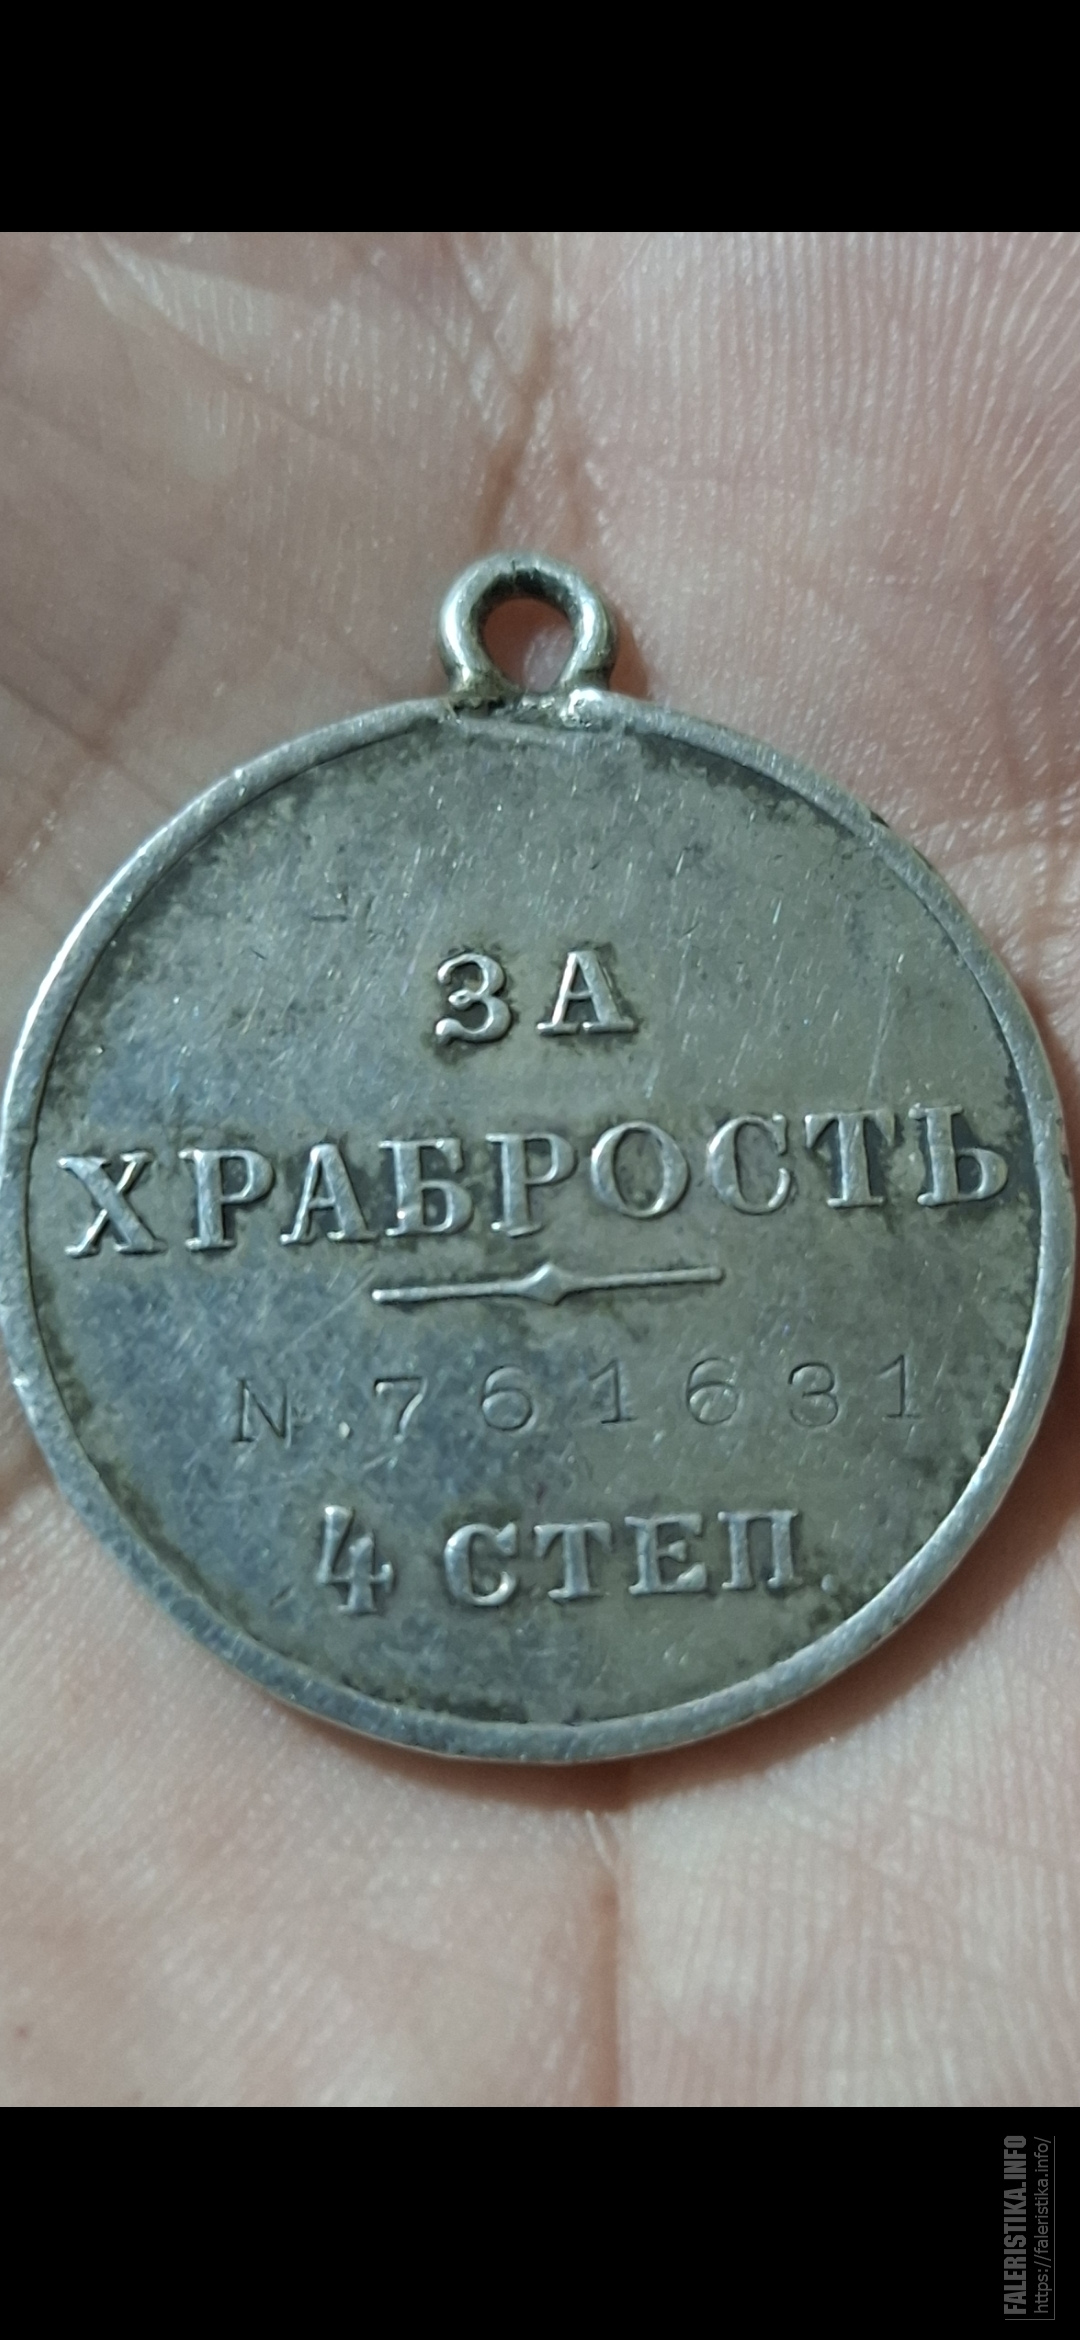 ЗА
ХРАБРОСТЬ
N. 761631
4 СТЕП.
FALERISTIKA.INFO
https://faleristika.info/